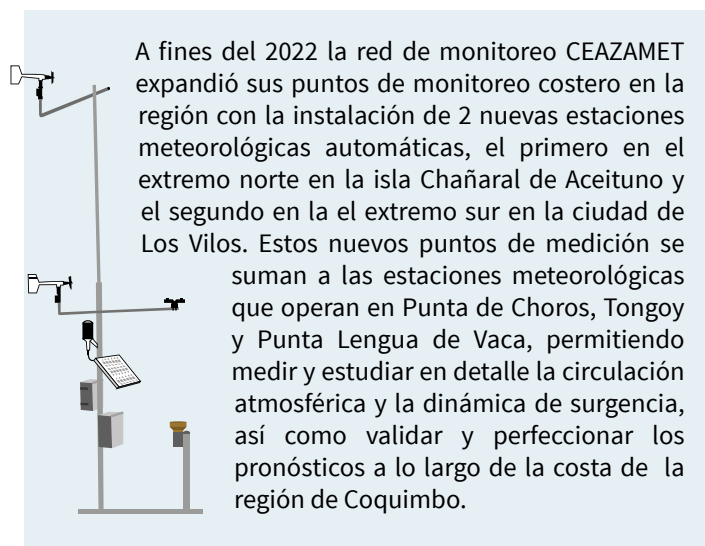 A fines del 2022 la red de monitoreo CEAZAMET
expandió sus puntos de monitoreo costero en la
región con la instalación de 2 nuevas estaciones
meteorológicas automáticas, el primero en el
extremo norte en la isla Chañaral de Aceituno y
el segundo en la el extremo sur en la ciudad de
Los Vilos. Estos nuevos puntos de medición se
suman a las estaciones meteorológicas
que operan en Punta de Choros, Tongoy
y Punta Lengua de Vaca, permitiendo
medir y estudiar en detalle la circulación
atmosférica y la dinámica de surgencia,
así como validar y perfeccionar los
pronósticos a lo largo de la costa de la
región de Coquimbo.